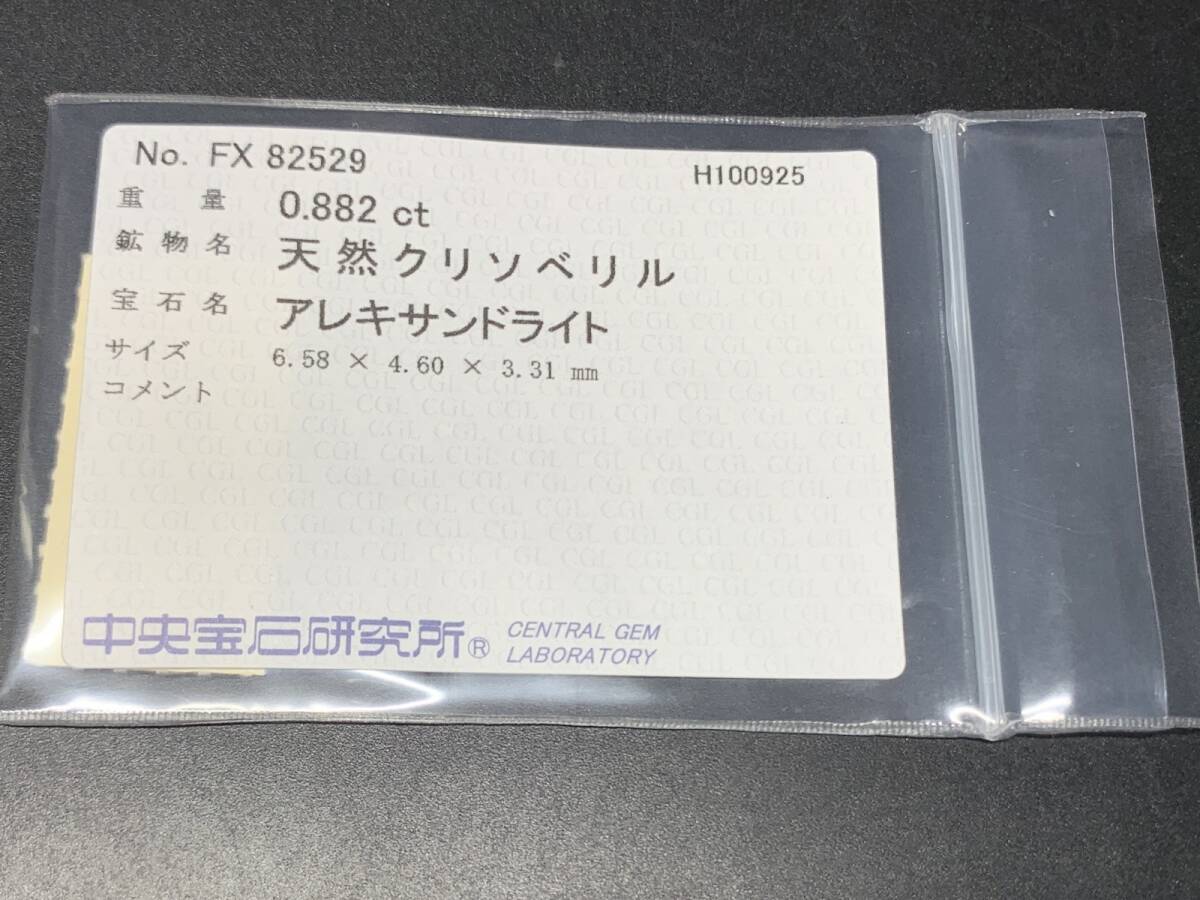 No. FX 82529
H100925
重量 0.882 ct
鉱物名 天然クリソベリル
宝石名 アレキサンドライト
サイズ 6.58 × 4.60 × 3.31 mm
コメント
中央宝石研究所® CENTRAL GEM
LABORATORY